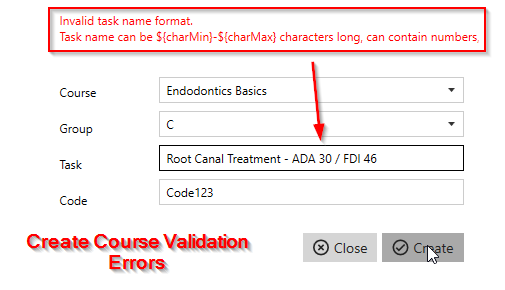 Invalid task name format.
Task name can be ${charMin}-${charMax} characters long, can contain numbers,
Course
Endodontics Basics
Group
C
Task
Root Canal Treatment - ADA 30 / FDI 46
Code
Code123
Create Course Validation
Errors
Close
Create